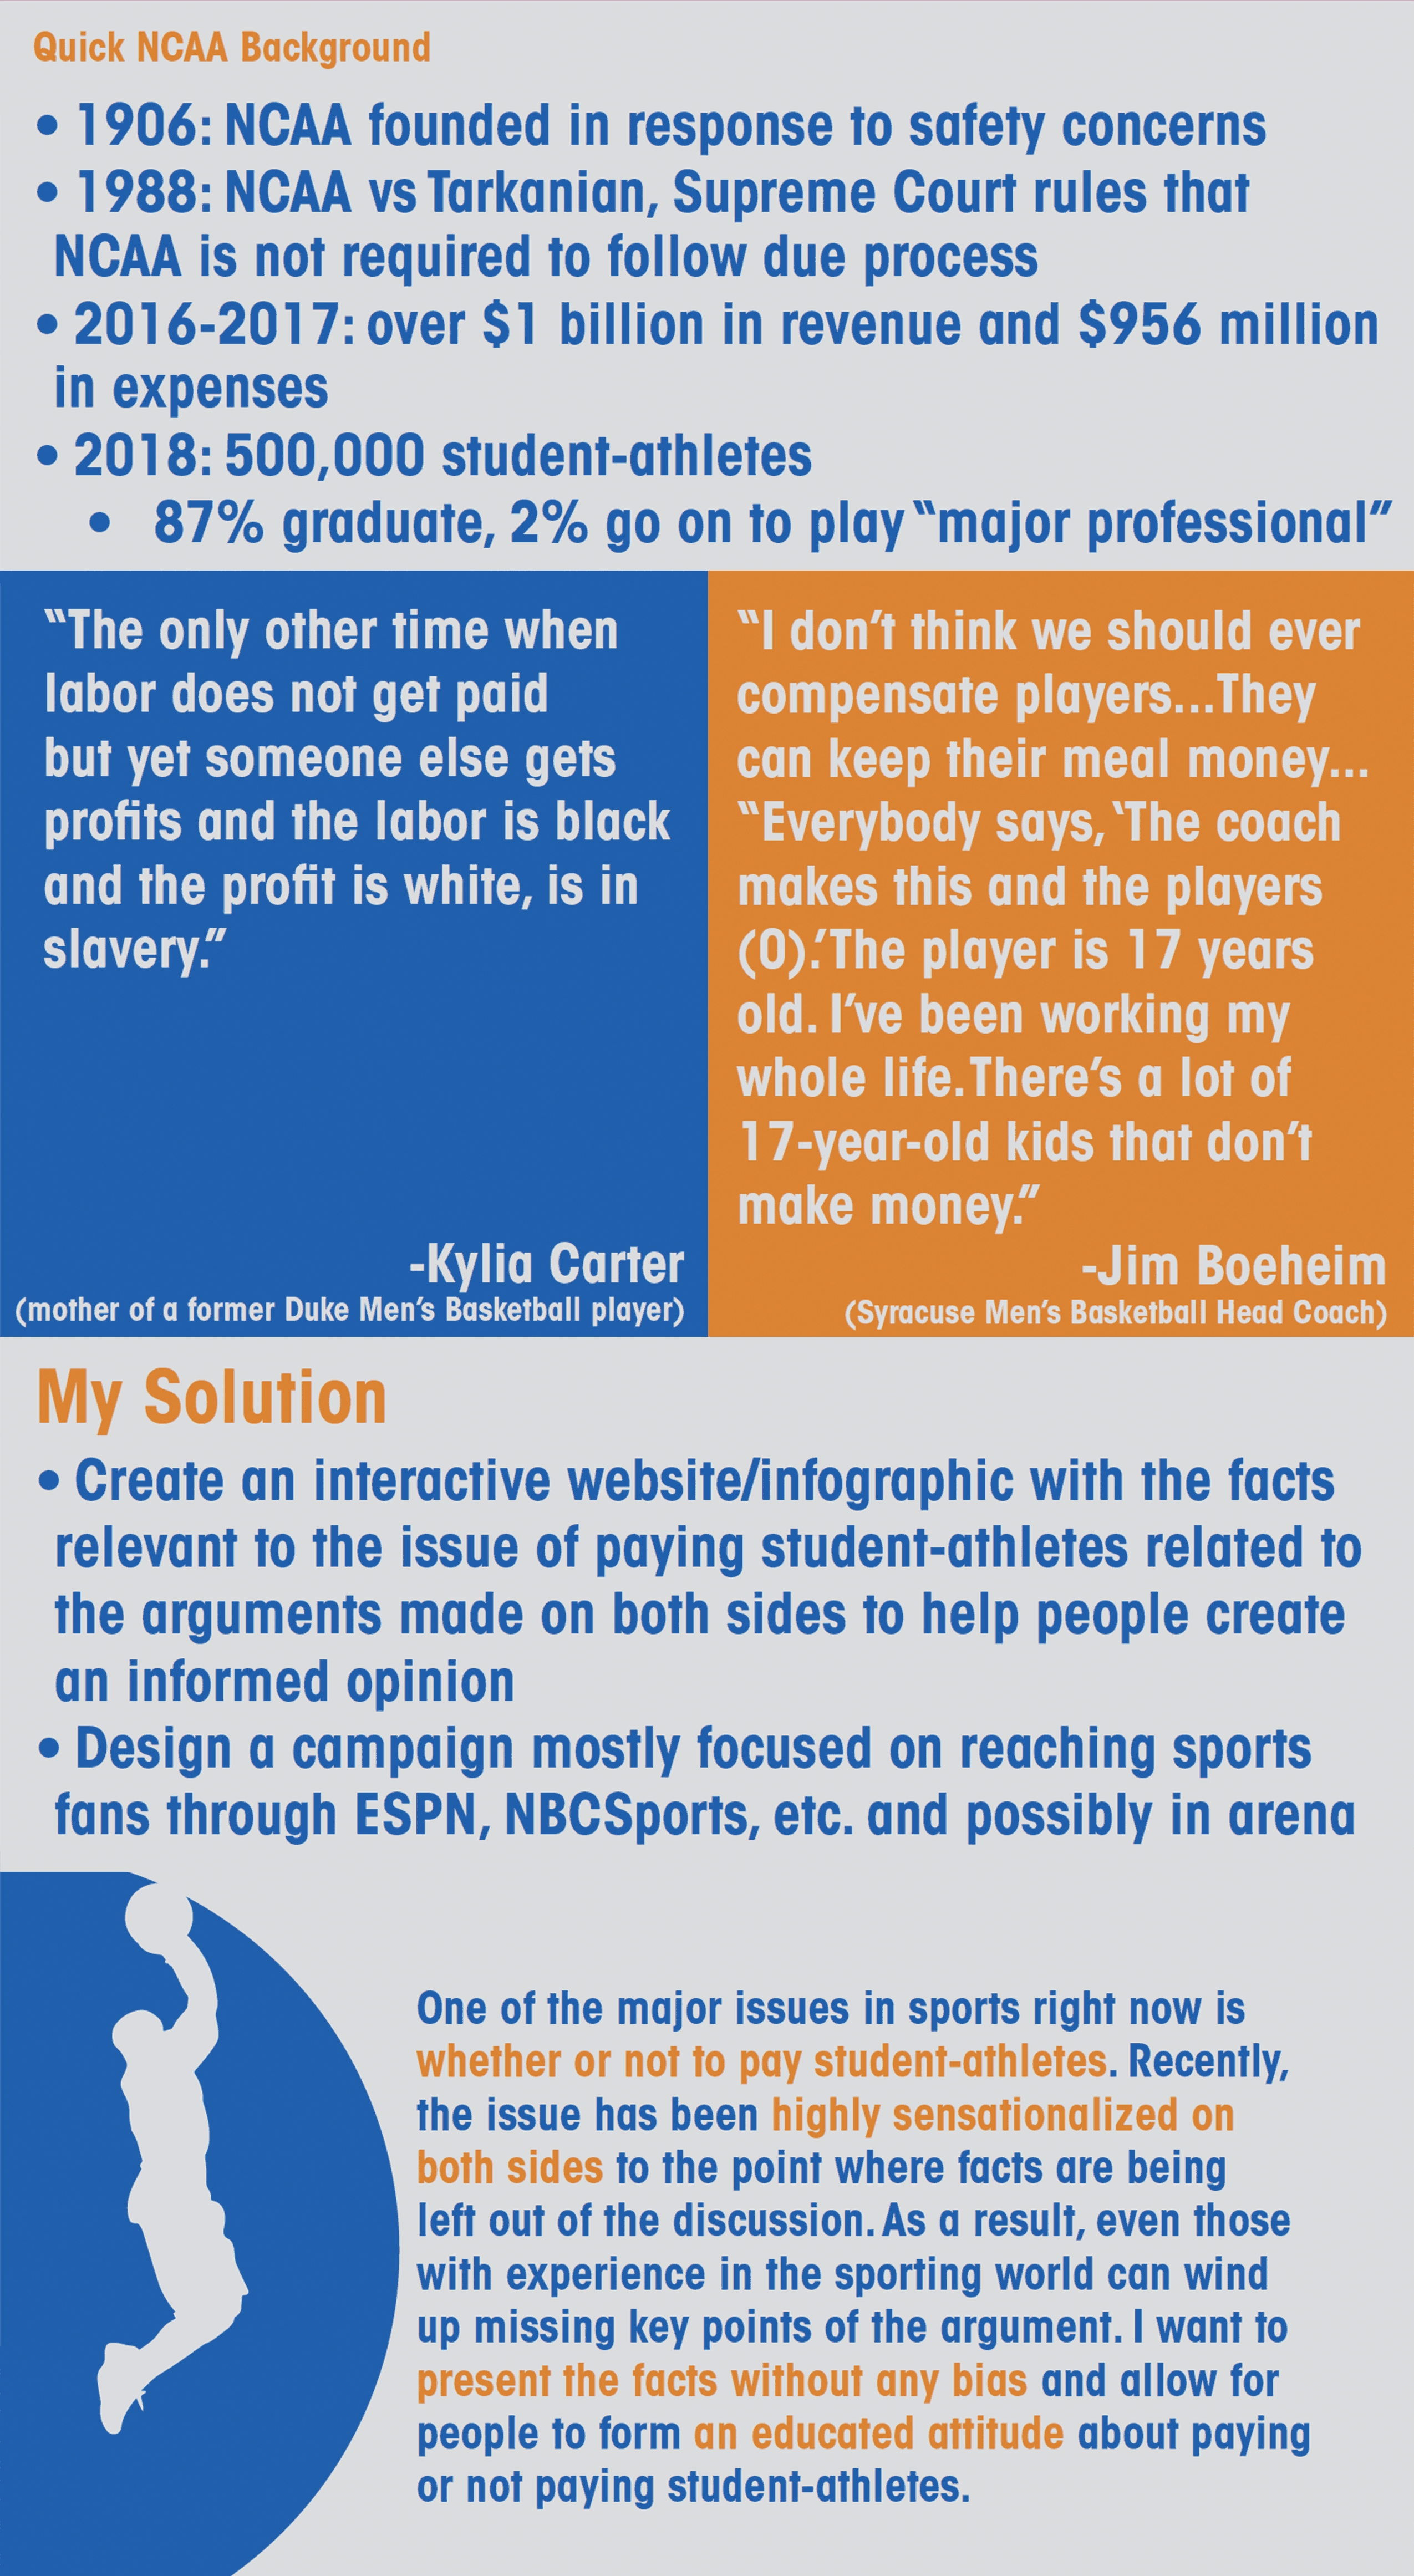 Quick NCAA Background
• 1906: NCAA founded in response to safety concerns
• 1988: NCAA vs Tarkanian, Supreme Court rules that
NCAA is not required to follow due process
• 2016-2017: over $1 billion in revenue and $956 million
in expenses
• 2018: 500,000 student-athletes
• 87% graduate, 2% go on to play “major professional”
“The only other time when
labor does not get paid
but yet someone else gets
profits and the labor is black
and the profit is white, is in
slavery.”
-Kylia Carter
(mother of a former Duke Men’s Basketball player)
“I don’t think we should ever
compensate players...They
can keep their meal money...
“Everybody says, ‘The coach
makes this and the players
(0).’ The player is 17 years
old. I’ve been working my
whole life. There’s a lot of
17-year-old kids that don’t
make money.”
-Jim Boeheim
(Syracuse Men’s Basketball Head Coach)
My Solution
• Create an interactive website/infographic with the facts
relevant to the issue of paying student-athletes related to
the arguments made on both sides to help people create
an informed opinion
• Design a campaign mostly focused on reaching sports
fans through ESPN, NBCSports, etc. and possibly in arena
One of the major issues in sports right now is
whether or not to pay student-athletes. Recently,
the issue has been highly sensationalized on
both sides to the point where facts are being
left out of the discussion. As a result, even those
with experience in the sporting world can wind
up missing key points of the argument. I want to
present the facts without any bias and allow for
people to form an educated attitude about paying
or not paying student-athletes.